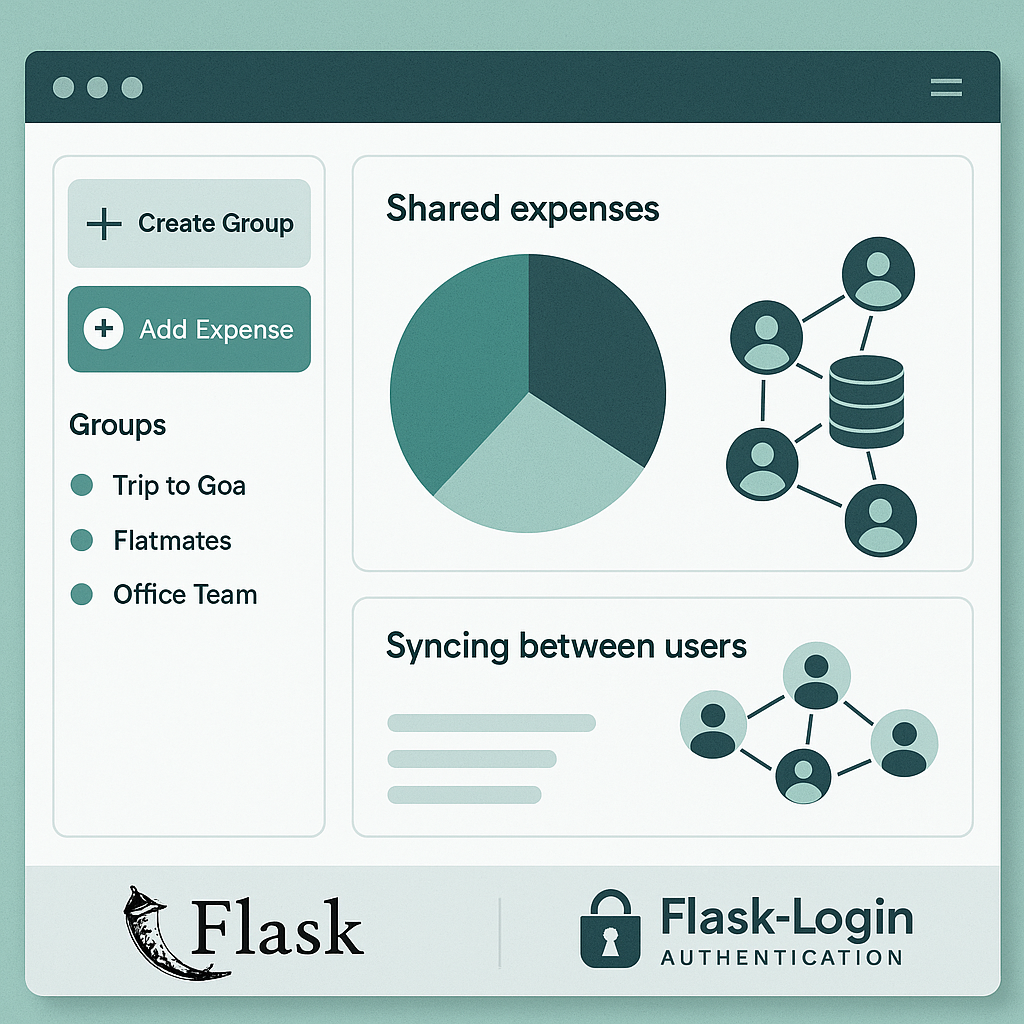 Create Group
Add Expense
Groups
Trip to Goa
Flatmates
Office Team
Shared expenses
Syncing between users
Flask
Flask-Login
AUTHENTICATION